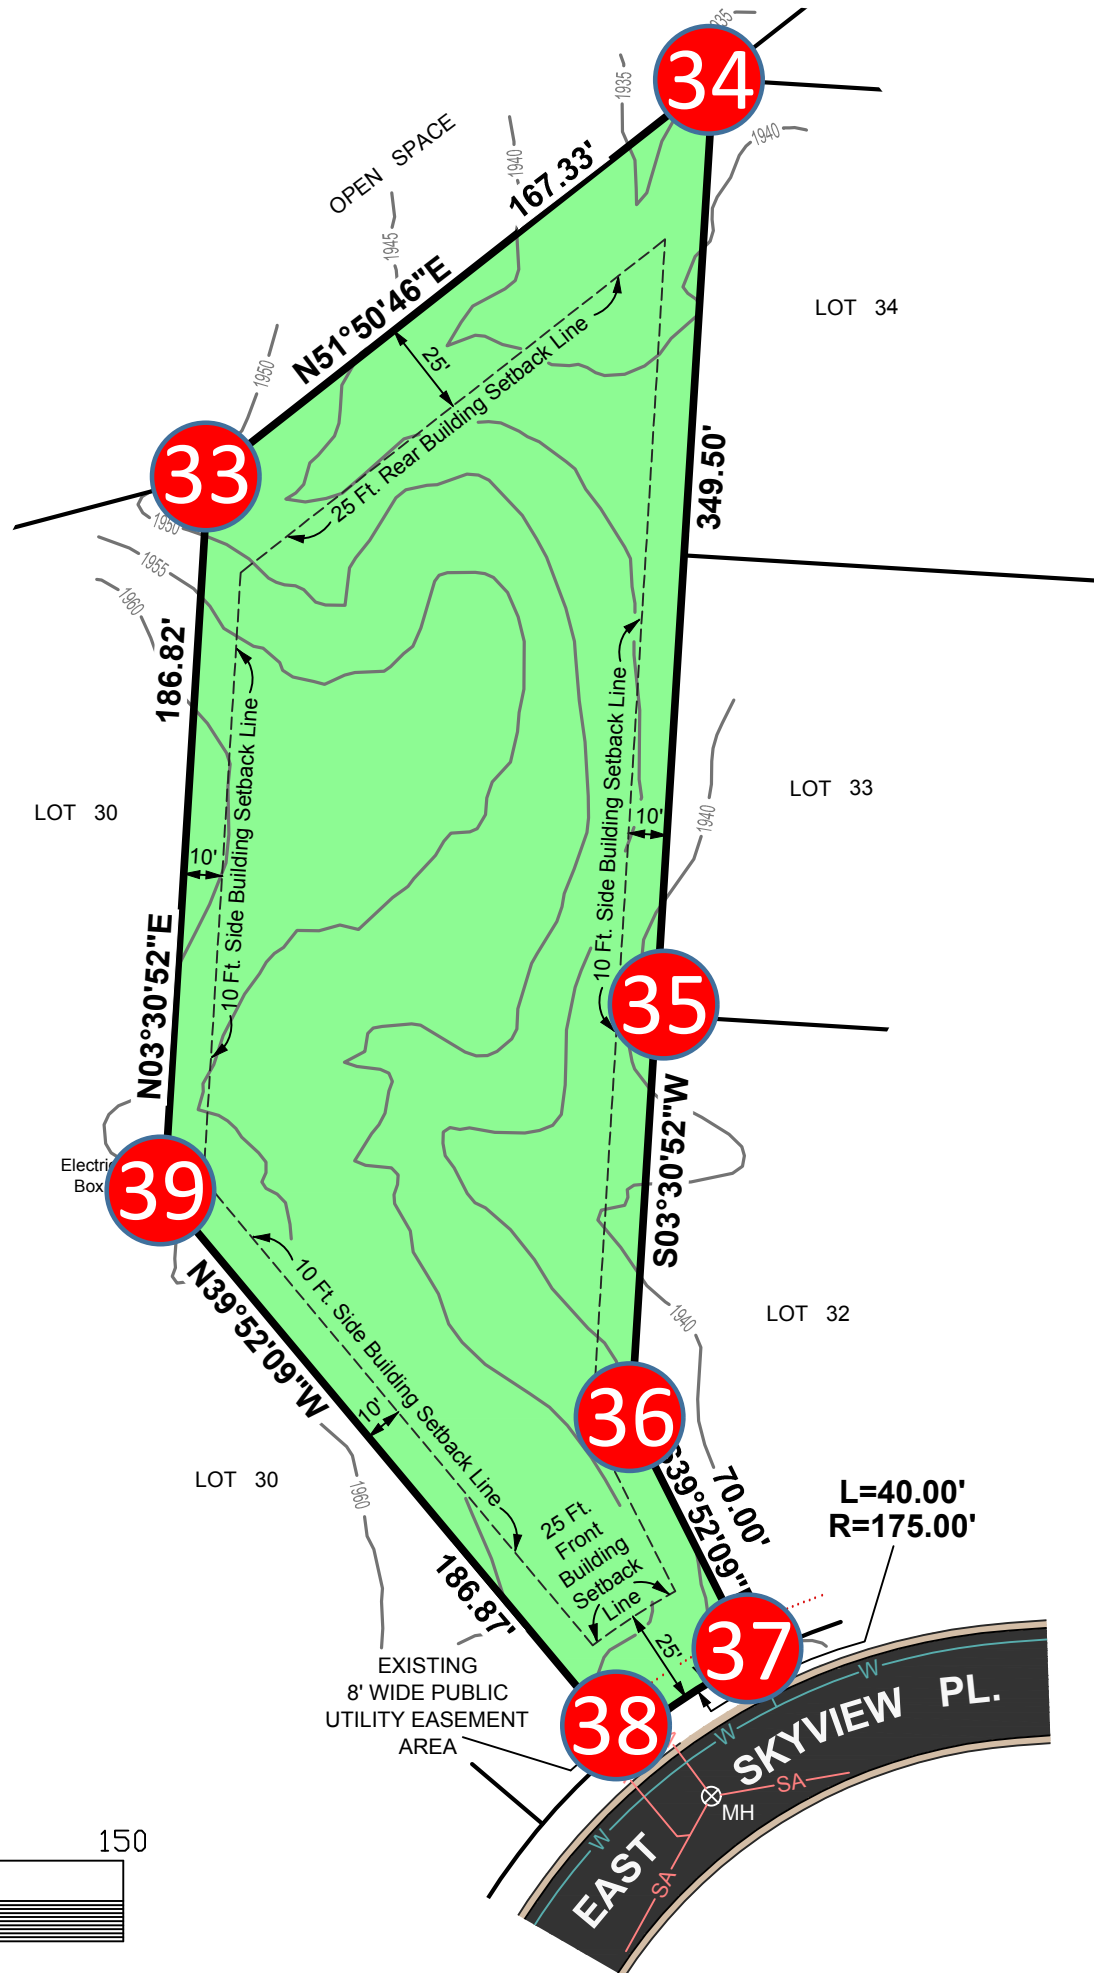 1935
34
1935
1940
OPEN SPACE
1940
167.33'
1945
N51°50'46"E
LOT 34
25'
25 Ft. Rear Building Setback Line
1950
33
349.50'
1950
1955
1960
186.82'
10 Ft. Side Building Setback Line
10 Ft. Side Building Setback Line
LOT 30
LOT 33
1940
10'
10'
N03°30'52"E
35
S03°30'52"W
Electric
Box
39
10 Ft. Side Building Setback Line
N39°52'09"W
1940
LOT 32
10'
36
LOT 30
1960
S39°52'09"
70.00'
L=40.00'
R=175.00'
25 Ft.
Front
Building
Setback
Line
186.87'
25'
37
EXISTING
8' WIDE PUBLIC
UTILITY EASEMENT
AREA
38
W
W
W
EAST SKYVIEW PL.
SA
SA
MH
150